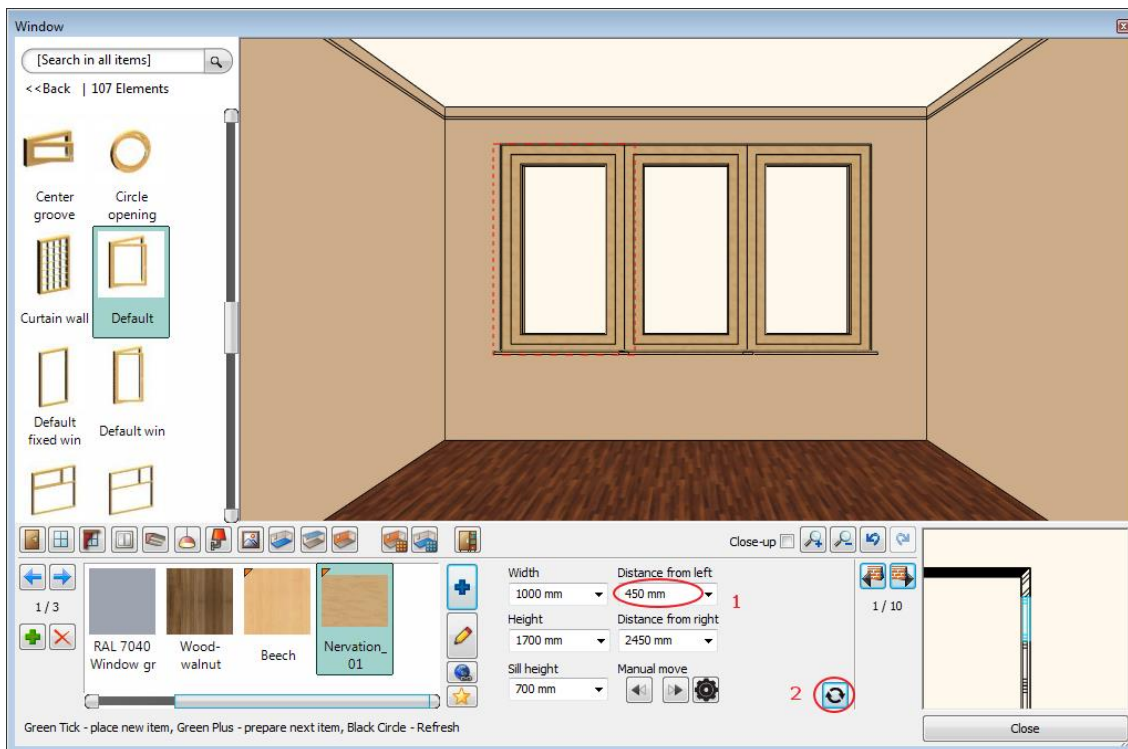 Window
[Search in all items]
<<Back | 107 Elements
Center groove
Circle opening
Curtain wall
Default
Default fixed win
Default win
Close-up
1 / 3
RAL 7040 Window gr
Wood-walnut
Beech
Nervation_01
Width
Distance from left
1000 mm
450 mm
1
Height
Distance from right
1700 mm
2450 mm
Sill height
Manual move
700 mm
2
1 / 10
Green Tick - place new item, Green Plus - prepare next item, Black Circle - Refresh
Close